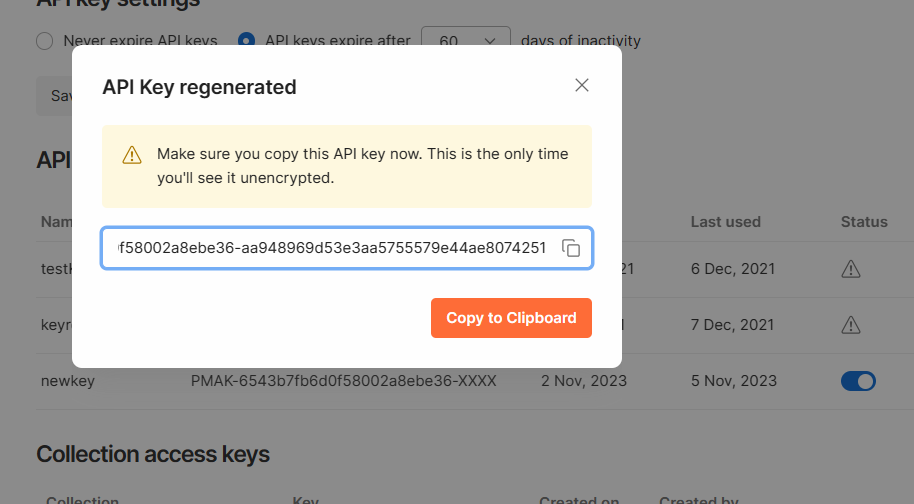 API key settings
Never expire API keys API keys expire after 60 days of inactivity
API Key regenerated
Make sure you copy this API key now. This is the only time
you'll see it unencrypted.
f58002a8ebe36-aa948969d53e3aa5755579e44ae8074251
Copy to Clipboard
Sav
API
Nam Last used Status
testk 21 6 Dec, 2021
keyre 7 Dec, 2021
newkey PMAK-6543b7fb6d0f58002a8ebe36-XXXX 2 Nov, 2023 5 Nov, 2023
Collection access keys
Collection Key Created on Created by